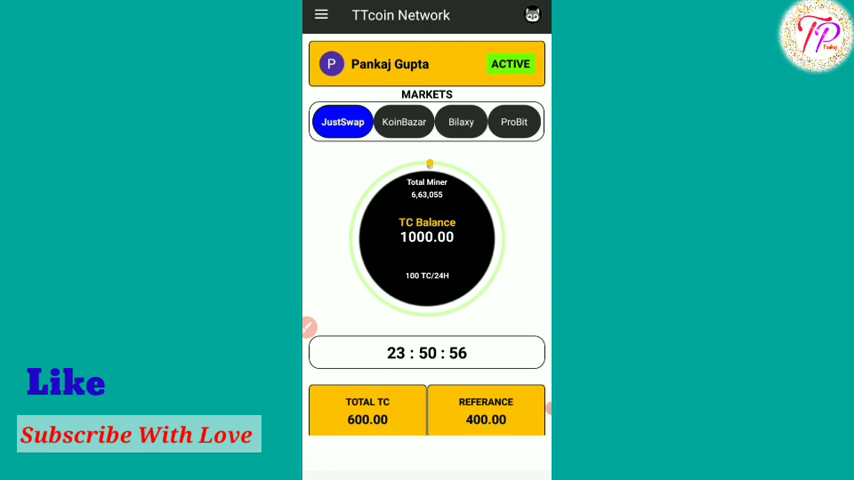 TTcoin Network
TP
P
Pankaj Gupta
ACTIVE
MARKETS
JustSwap
KoinBazar
Bilaxy
ProBit
Total Miner
6,63,055
TC Balance
1000.00
100 TC/24H
23 : 50 : 56
TOTAL TC
600.00
REFERANCE
400.00
Like
Subscribe With Love